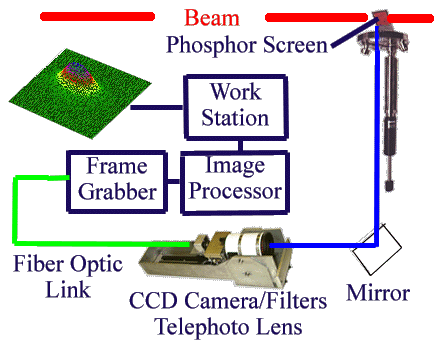 Beam
Phosphor Screen
Work
Station
Frame
Grabber
Image
Processor
Fiber Optic
Link
CCD Camera/Filters
Telephoto Lens
Mirror